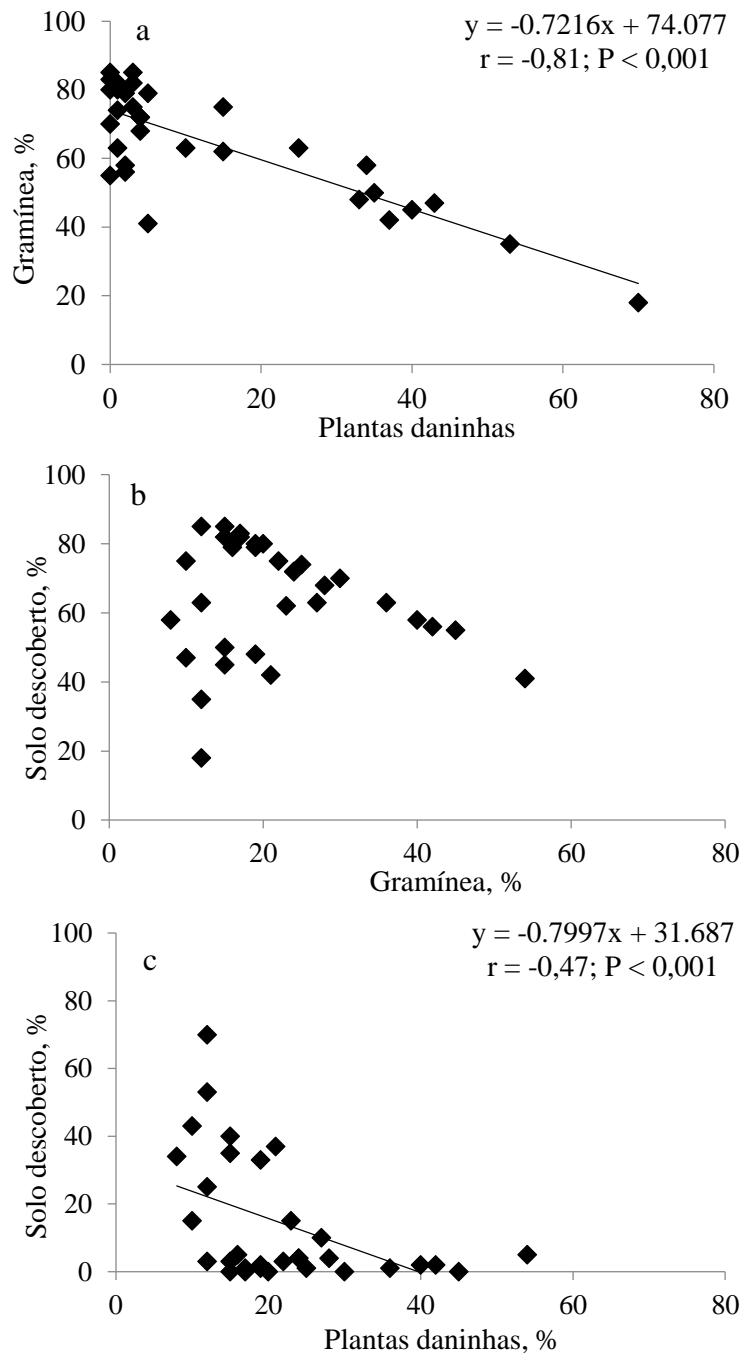 a
y = -0.7216x + 74.077
r = -0,81; P < 0,001
100
80
60
40
20
0
Gramínea, %
0 20 40 60 80
Plantas daninhas
b
100
80
60
40
20
0
Solo descoberto, %
0 20 40 60 80
Gramínea, %
c
y = -0.7997x + 31.687
r = -0,47; P < 0,001
100
80
60
40
20
0
Solo descoberto, %
0 20 40 60 80
Plantas daninhas, %